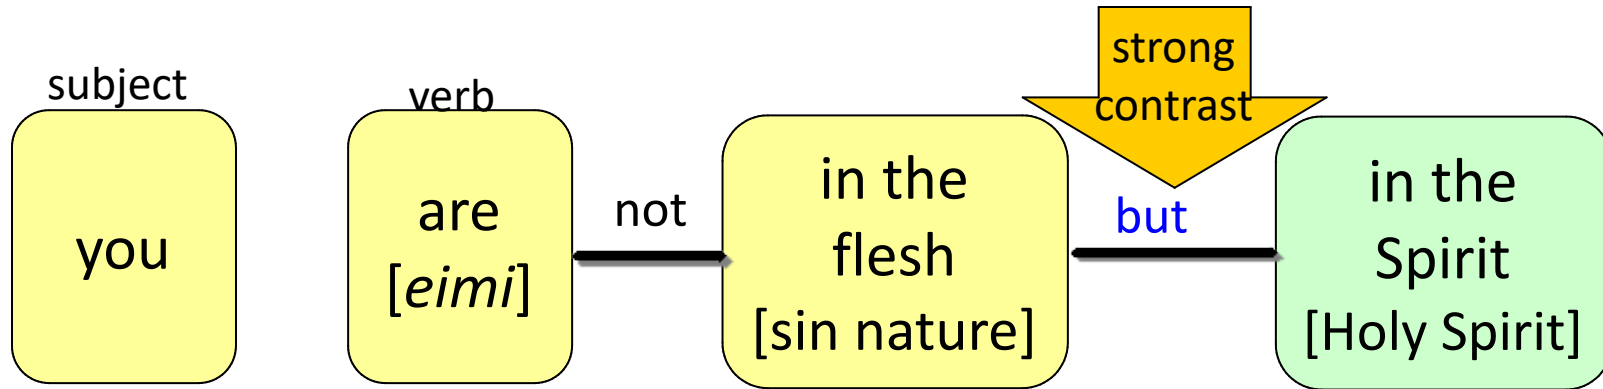 subject
you
verb
are
[eimi]
not
in the
flesh
[sin nature]
strong
contrast
but
in the
Spirit
[Holy Spirit]